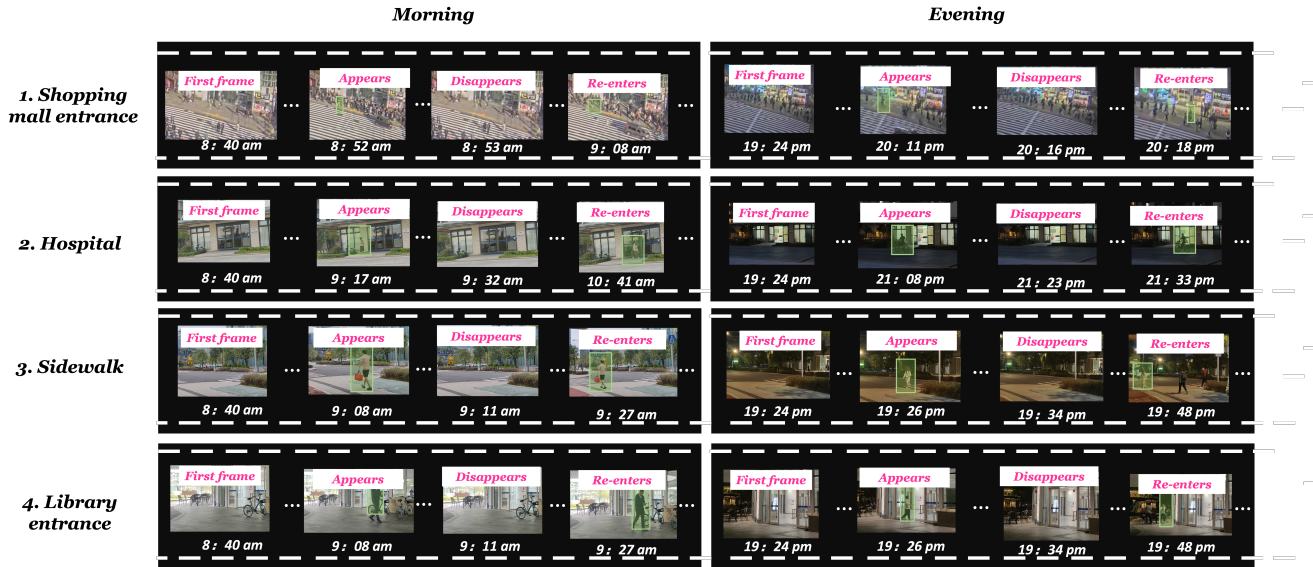 Morning
Evening
1. Shopping
mall entrance
First frame
Appears
Disappears
Re-enters
... ... ... ...
8： 40 am
8： 52 am
8： 53 am
9： 08 am
First frame
Appears
Disappears
Re-enters
... ... ... ...
19： 24 pm
20： 11 pm
20： 16 pm
20： 18 pm
2. Hospital
First frame
Appears
Disappears
Re-enters
... ... ... ...
8： 40 am
9： 17 am
9： 32 am
10： 41 am
First frame
Appears
Disappears
Re-enters
... ... ... ...
19： 24 pm
21： 08 pm
21： 23 pm
21： 33 pm
3. Sidewalk
First frame
Appears
Disappears
Re-enters
... ... ... ...
8： 40 am
9： 08 am
9： 11 am
9： 27 am
First frame
Appears
Disappears
Re-enters
... ... ... ...
19： 24 pm
19： 26 pm
19： 34 pm
19： 48 pm
4. Library
entrance
First frame
Appears
Disappears
Re-enters
... ... ... ...
8： 40 am
9： 08 am
9： 11 am
9： 27 am
First frame
Appears
Disappears
Re-enters
... ... ... ...
19： 24 pm
19： 26 pm
19： 34 pm
19： 48 pm